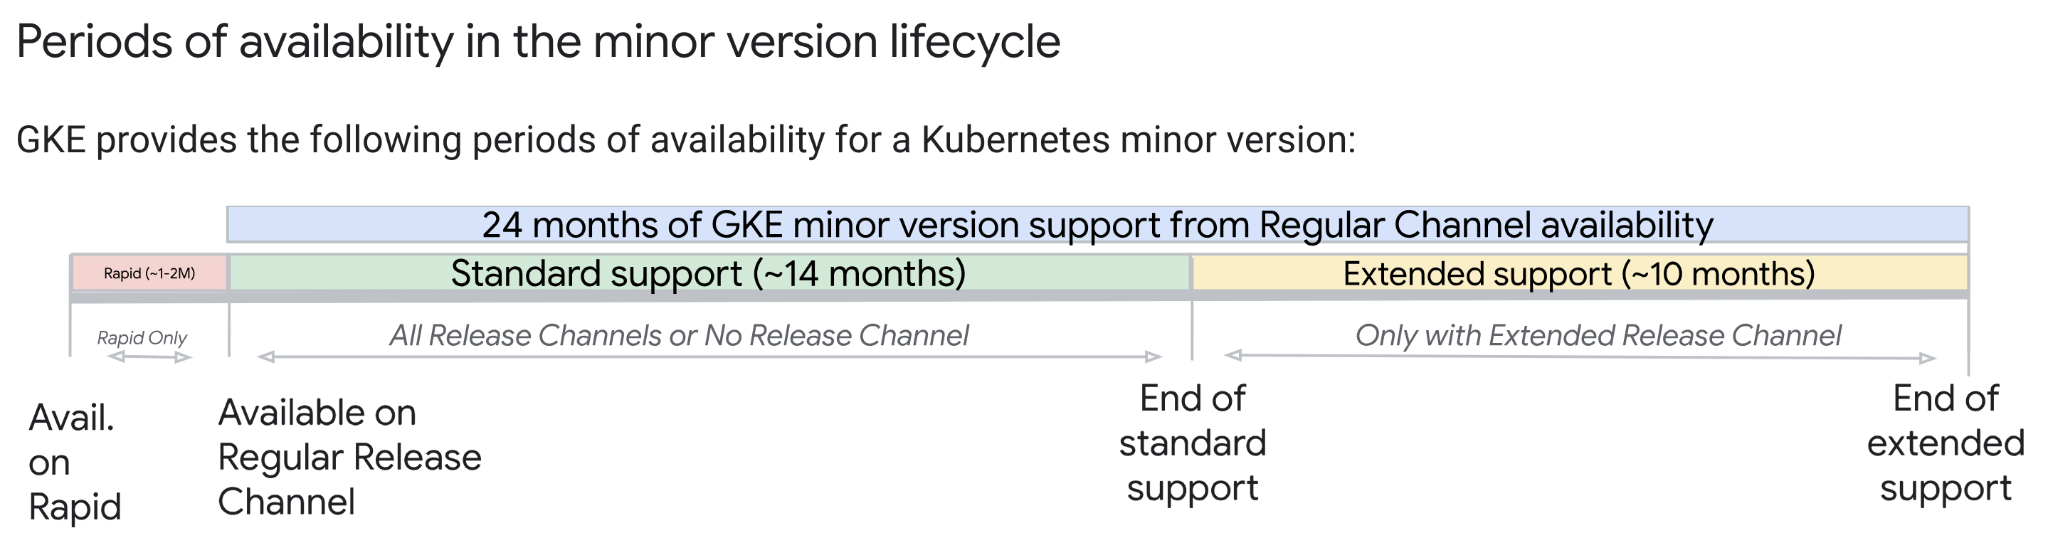 Periods of availability in the minor version lifecycle
GKE provides the following periods of availability for a Kubernetes minor version:
24 months of GKE minor version support from Regular Channel availability
Rapid (~1-2M)
Standard support (~14 months)
Extended support (~10 months)
Rapid Only
All Release Channels or No Release Channel
Only with Extended Release Channel
Avail.
on
Rapid
Available on
Regular Release
Channel
End of
standard
support
End of
extended
support